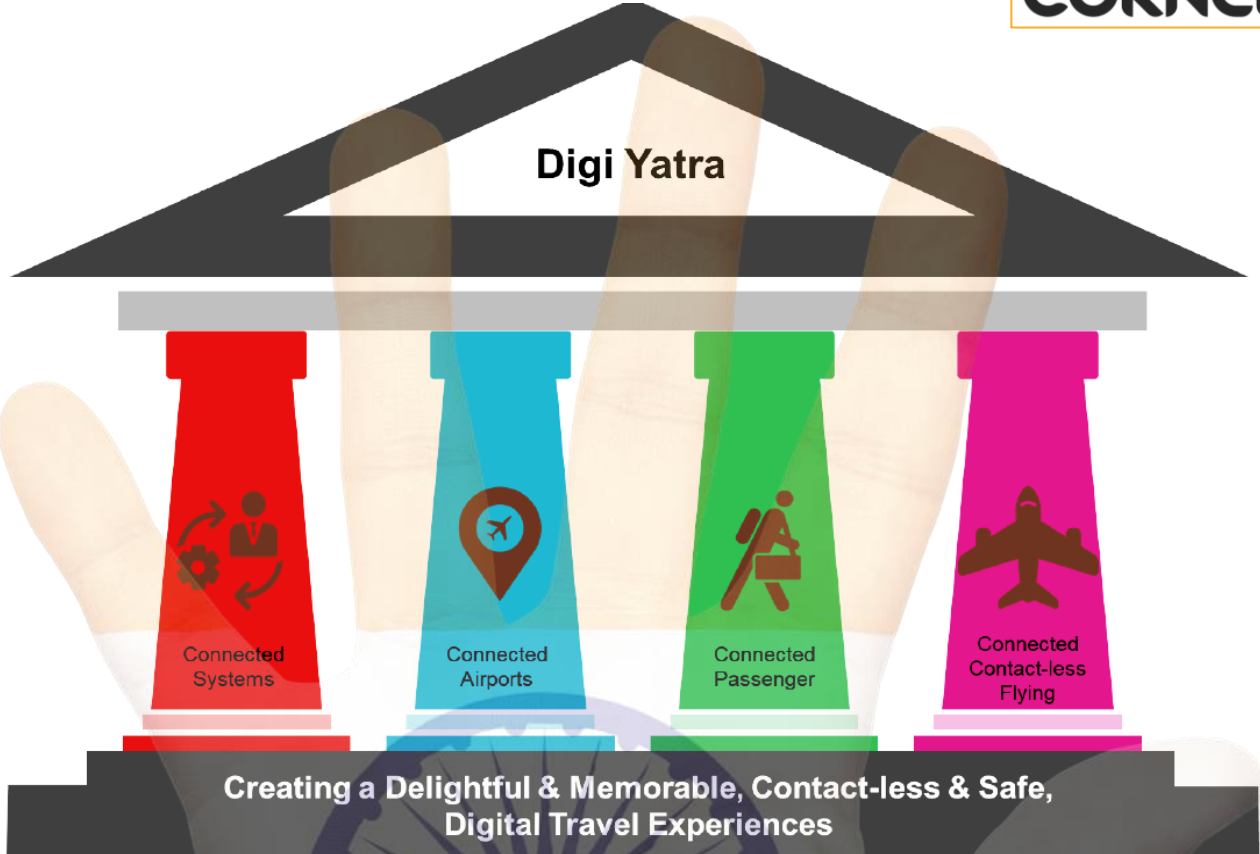 Digi Yatra
Connected
Systems
Connected
Airports
Connected
Passenger
Connected
Contact-less
Flying
Creating a Delightful & Memorable, Contact-less & Safe,
Digital Travel Experiences